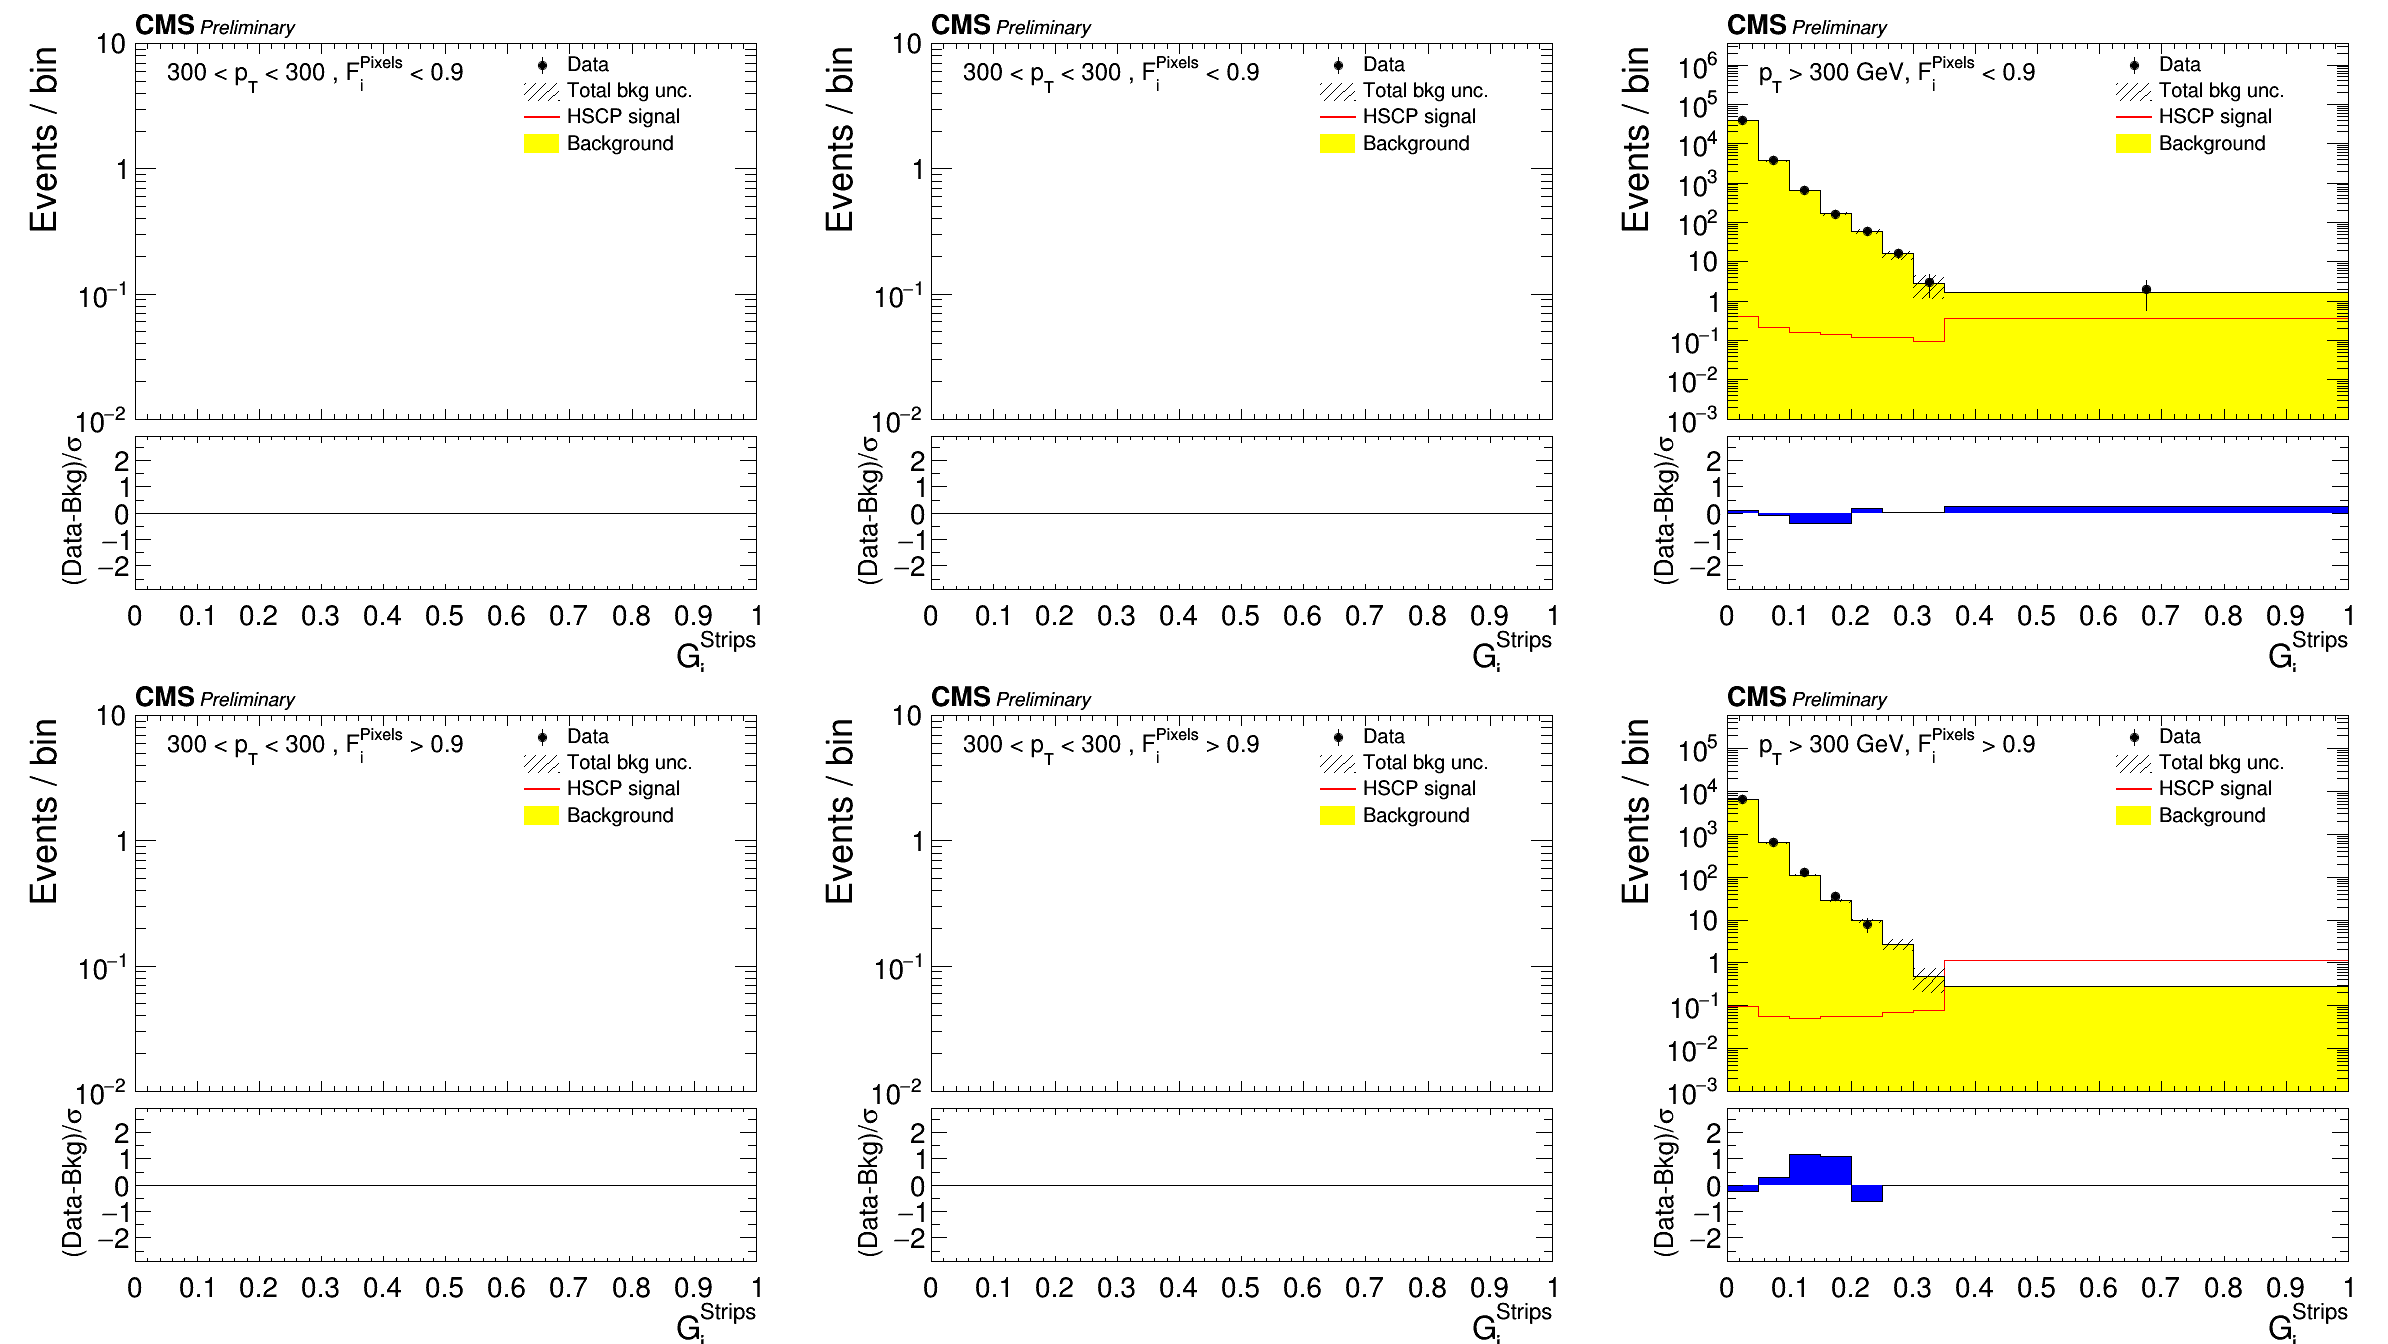 CMS Preliminary
Events / bin
300 < p_T < 300 , F_i^Pixels < 0.9
Data
Total bkg unc.
HSCP signal
Background
10
1
10^−1
10^−2
(Data-Bkg)/σ
2
1
0
−1
−2
0 0.1 0.2 0.3 0.4 0.5 0.6 0.7 0.8 0.9 1
G_i^Strips
CMS Preliminary
Events / bin
300 < p_T < 300 , F_i^Pixels < 0.9
Data
Total bkg unc.
HSCP signal
Background
10
1
10^−1
10^−2
(Data-Bkg)/σ
2
1
0
−1
−2
0 0.1 0.2 0.3 0.4 0.5 0.6 0.7 0.8 0.9 1
G_i^Strips
CMS Preliminary
Events / bin
p_T > 300 GeV, F_i^Pixels < 0.9
Data
Total bkg unc.
HSCP signal
Background
10^6
10^5
10^4
10^3
10^2
10
1
10^−1
10^−2
10^−3
(Data-Bkg)/σ
2
1
0
−1
−2
0 0.1 0.2 0.3 0.4 0.5 0.6 0.7 0.8 0.9 1
G_i^Strips
CMS Preliminary
Events / bin
300 < p_T < 300 , F_i^Pixels > 0.9
Data
Total bkg unc.
HSCP signal
Background
10
1
10^−1
10^−2
(Data-Bkg)/σ
2
1
0
−1
−2
0 0.1 0.2 0.3 0.4 0.5 0.6 0.7 0.8 0.9 1
G_i^Strips
CMS Preliminary
Events / bin
300 < p_T < 300 , F_i^Pixels > 0.9
Data
Total bkg unc.
HSCP signal
Background
10
1
10^−1
10^−2
(Data-Bkg)/σ
2
1
0
−1
−2
0 0.1 0.2 0.3 0.4 0.5 0.6 0.7 0.8 0.9 1
G_i^Strips
CMS Preliminary
Events / bin
p_T > 300 GeV, F_i^Pixels > 0.9
Data
Total bkg unc.
HSCP signal
Background
10^5
10^4
10^3
10^2
10
1
10^−1
10^−2
10^−3
(Data-Bkg)/σ
2
1
0
−1
−2
0 0.1 0.2 0.3 0.4 0.5 0.6 0.7 0.8 0.9 1
G_i^Strips